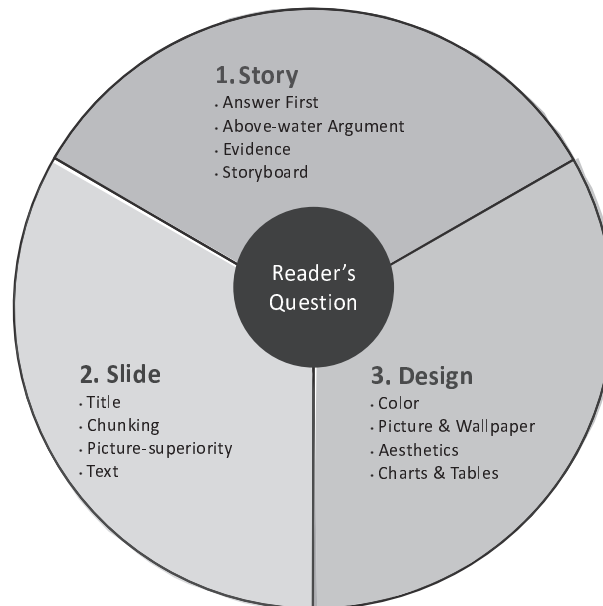 1. Story
· Answer First
· Above-water Argument
· Evidence
· Storyboard
Reader’s
Question
2. Slide
· Title
· Chunking
· Picture-superiority
· Text
3. Design
· Color
· Picture & Wallpaper
· Aesthetics
· Charts & Tables